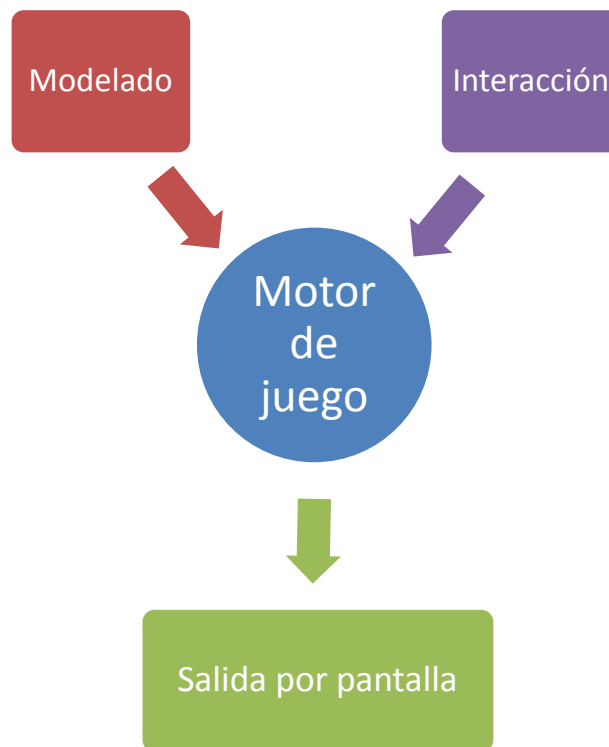 Modelado
Interacción
Motor
de
juego
Salida por pantalla